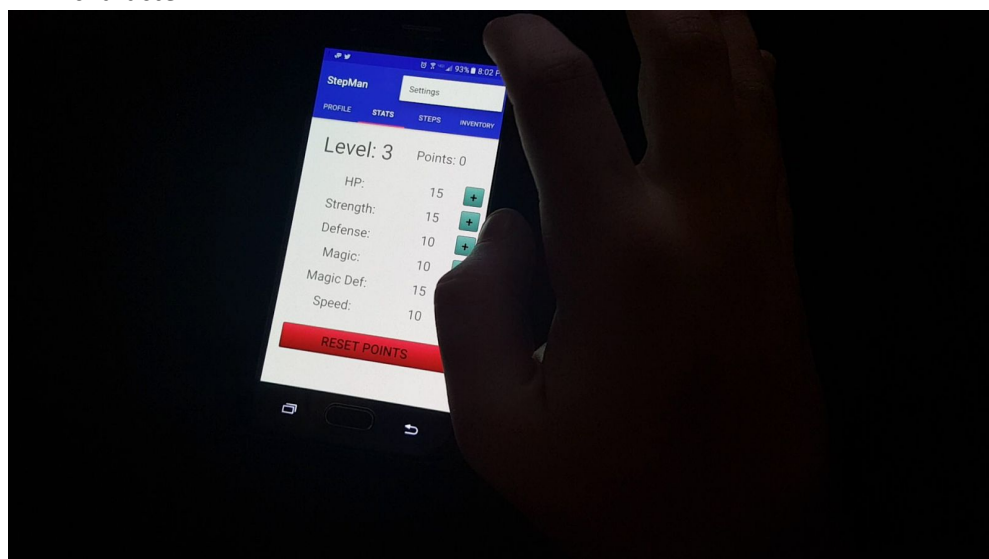 93% 8:02 P
StepMan
Settings
PROFILE STATS STEPS INVENTORY
Level: 3 Points: 0
HP: 15 +
Strength: 15 +
Defense: 10 +
Magic: 10
Magic Def: 15
Speed: 10
RESET POINTS